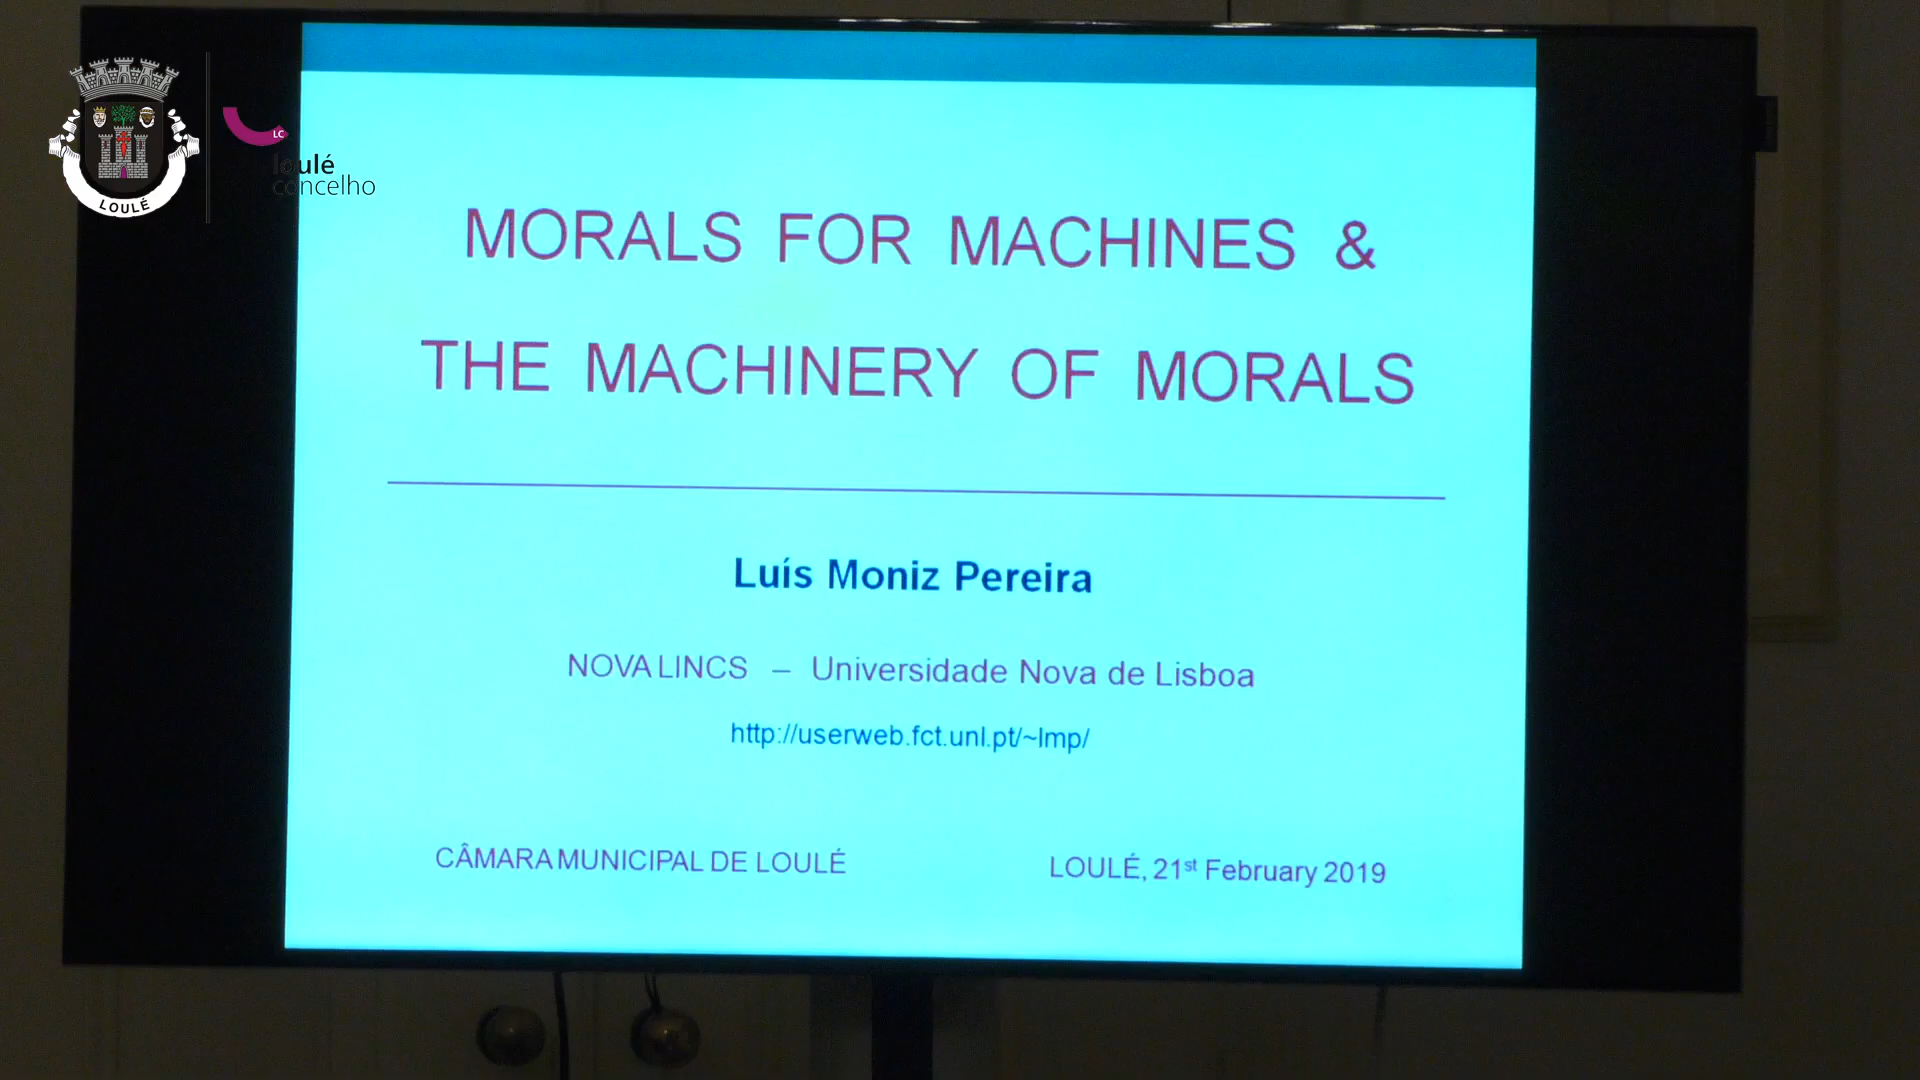 LOULÉ
LC
loulé
concelho
MORALS FOR MACHINES &
THE MACHINERY OF MORALS
Luís Moniz Pereira
NOVA LINCS – Universidade Nova de Lisboa
http://userweb.fct.unl.pt/~lmp/
CÂMARA MUNICIPAL DE LOULÉ
LOULÉ, 21st February 2019